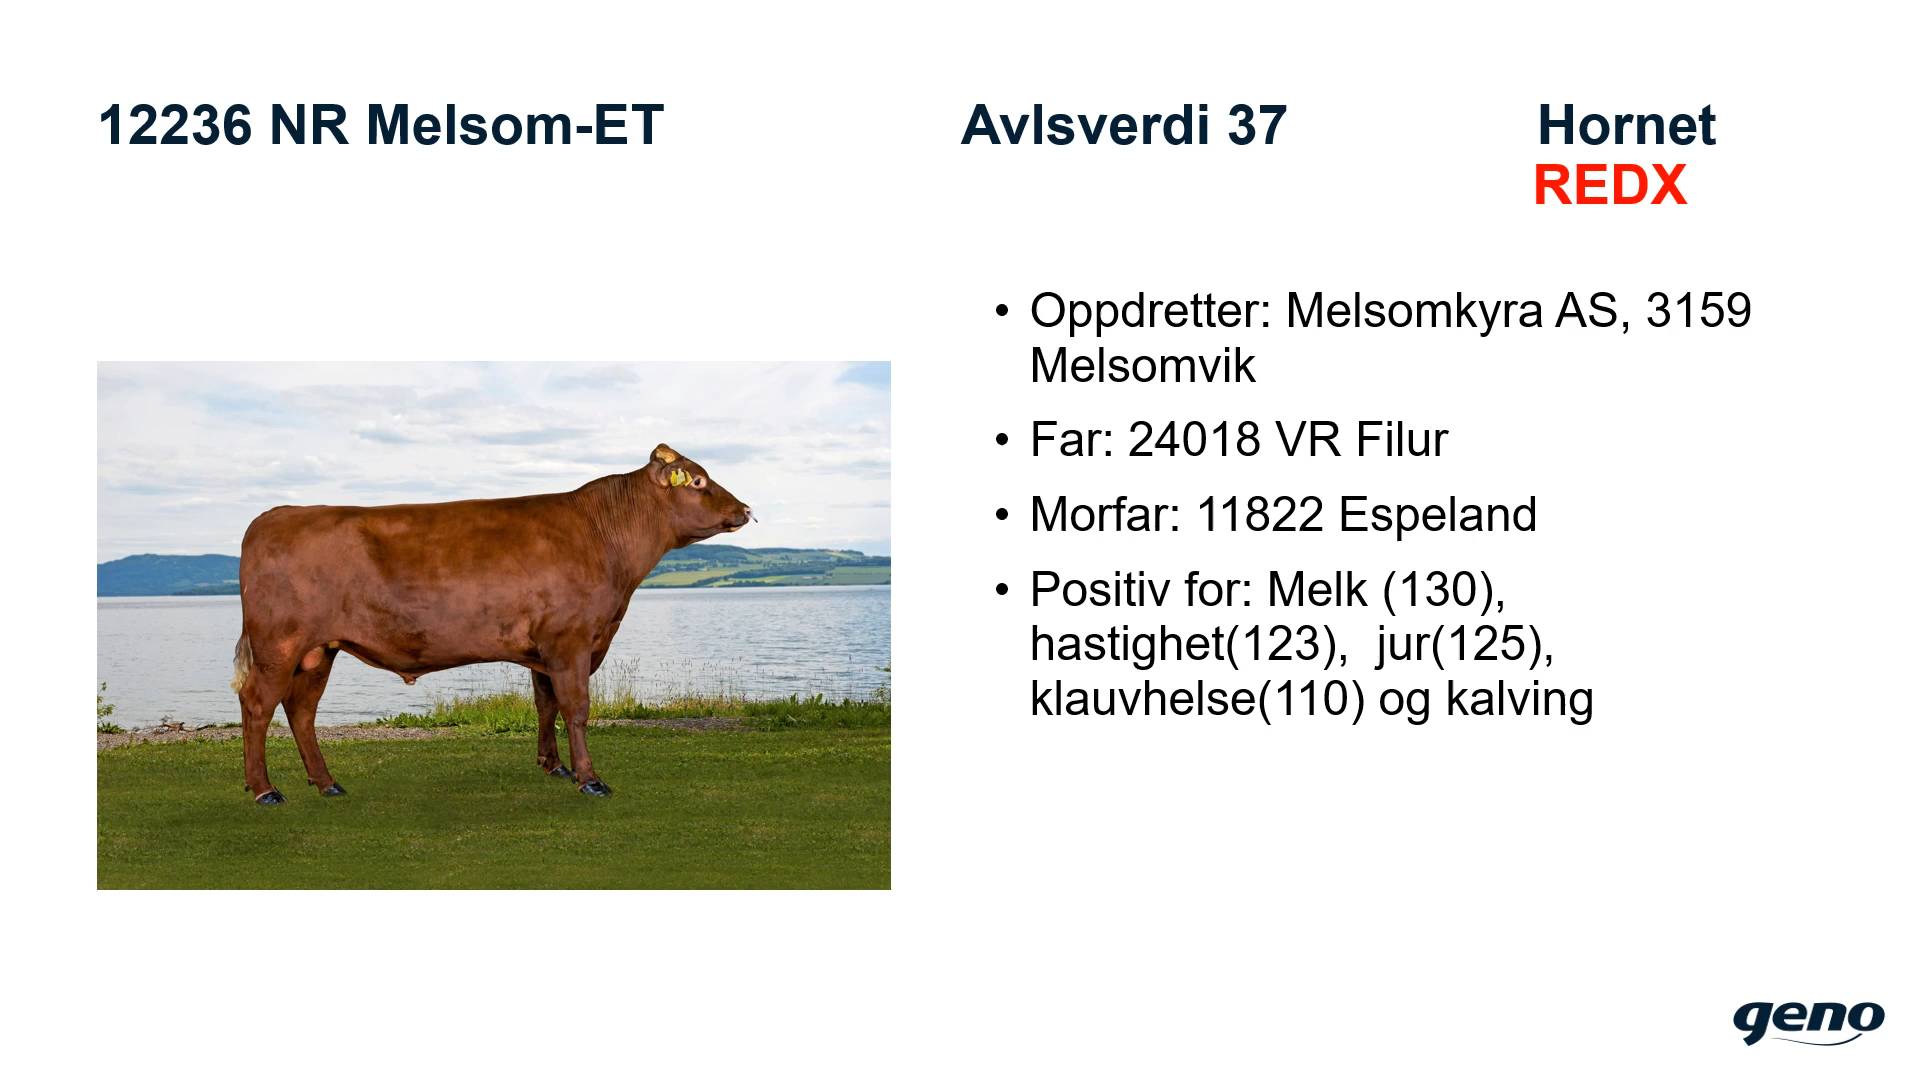 12236 NR Melsom-ET Avlsverdi 37 Hornet
REDX
• Oppdretter: Melsomkyra AS, 3159
Melsomvik
• Far: 24018 VR Filur
• Morfar: 11822 Espeland
• Positiv for: Melk (130),
hastighet(123),  jur(125),
klauvhelse(110) og kalving
geno